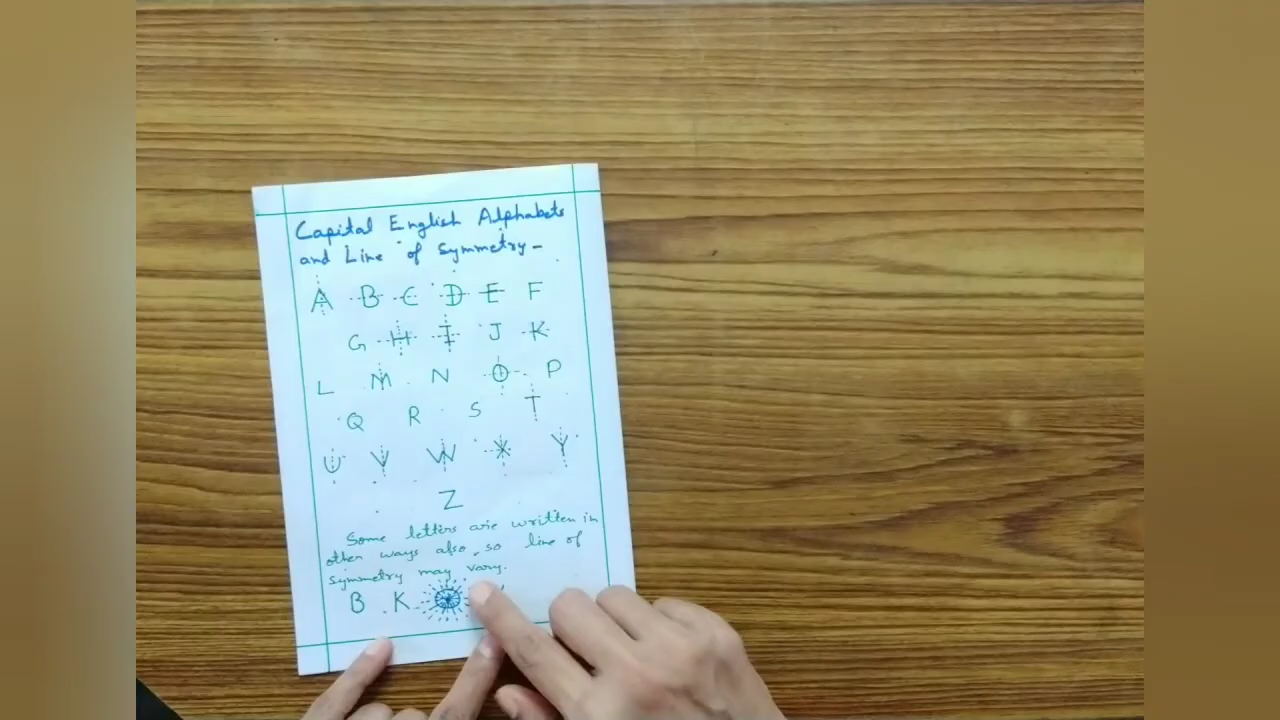 Capital English Alphabets
and Line of Symmetry-
A B C D E F
G H I J K
L M N O P
Q R S T
U V W X Y
Z
Some letters are written in
other ways also, so line of
symmetry may vary.
B K O